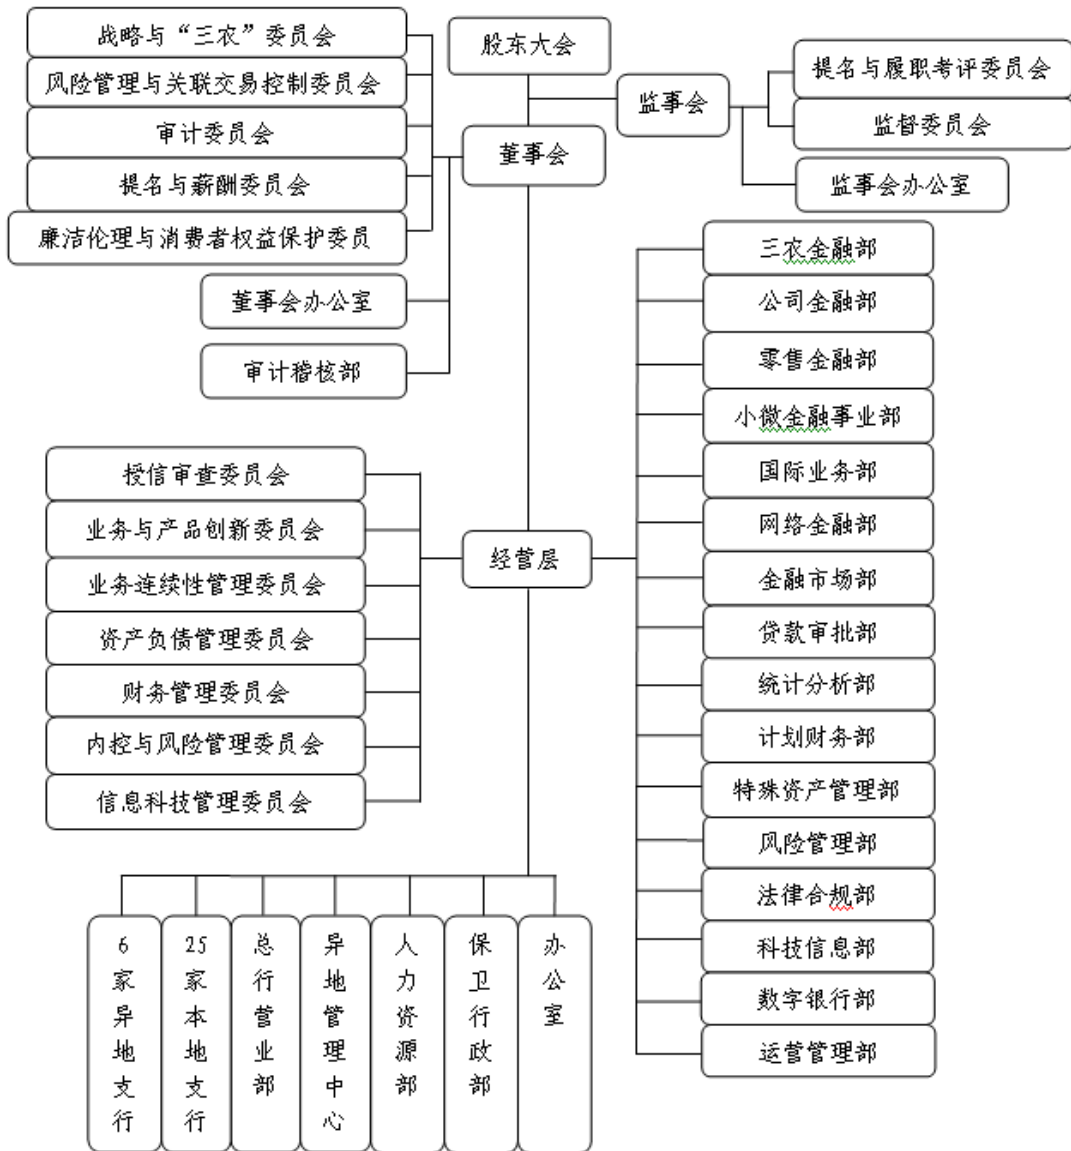 股东大会
战略与“三农”委员会
风险管理与关联交易控制委员会
审计委员会
提名与薪酬委员会
廉洁伦理与消费者权益保护委员
董事会办公室
审计稽核部
董事会
监事会
提名与履职考评委员会
监督委员会
监事会办公室
授信审查委员会
业务与产品创新委员会
业务连续性管理委员会
资产负债管理委员会
财务管理委员会
内控与风险管理委员会
信息科技管理委员会
经营层
三农金融部
公司金融部
零售金融部
小微金融事业部
国际业务部
网络金融部
金融市场部
贷款审批部
统计分析部
计划财务部
特殊资产管理部
风险管理部
法律合规部
科技信息部
数字银行部
运营管理部
6家异地支行
25家本地支行
总行营业部
异地管理中心
人力资源部
保卫行政部
办公室